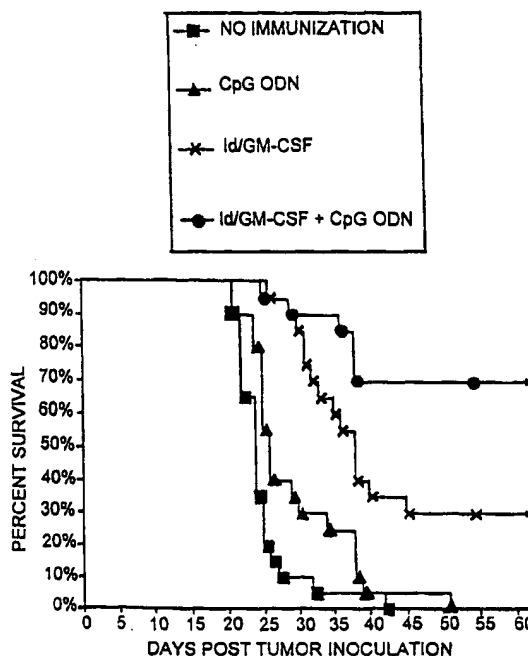 NO IMMUNIZATION
CpG ODN
Id/GM-CSF
Id/GM-CSF + CpG ODN
PERCENT SURVIVAL
100%
90%
80%
70%
60%
50%
40%
30%
20%
10%
0%
0 5 10 15 20 25 30 35 40 45 50 55 60
DAYS POST TUMOR INOCULATION